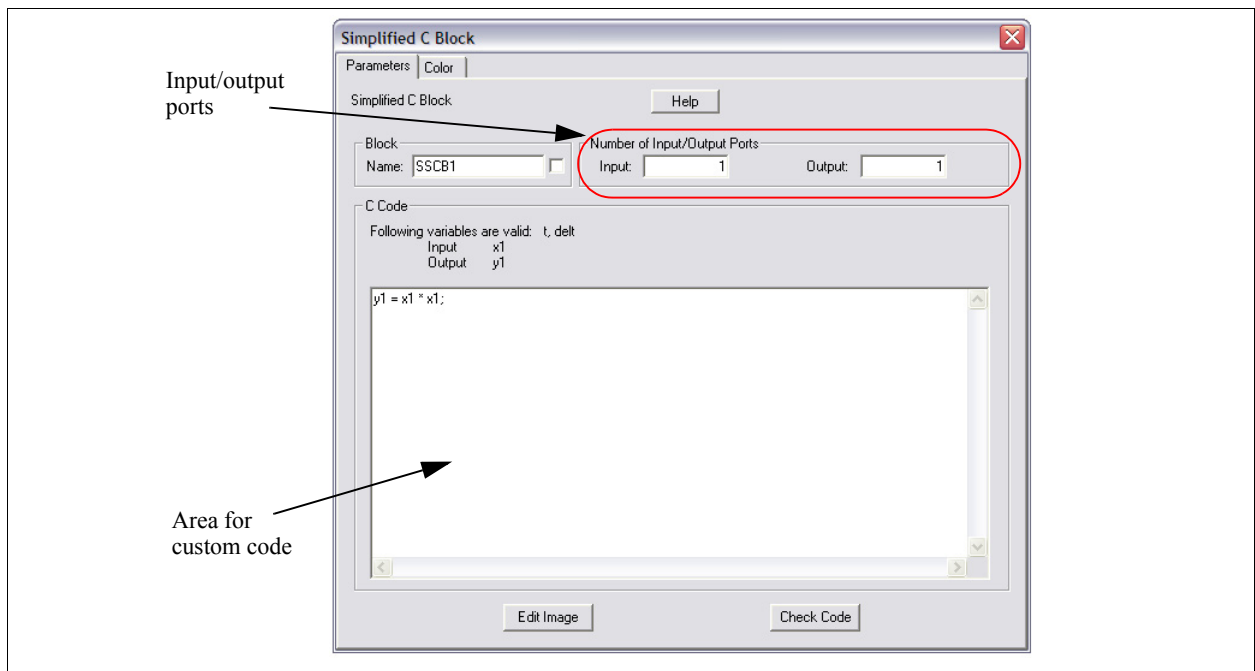 Simplified C Block
Parameters Color
Input/output
ports
Simplified C Block Help
Block
Name: SSCB1
Number of Input/Output Ports
Input: 1 Output: 1
C Code
Following variables are valid: t, delt
Input x1
Output y1
y1 = x1 * x1;
Area for
custom code
Edit Image Check Code